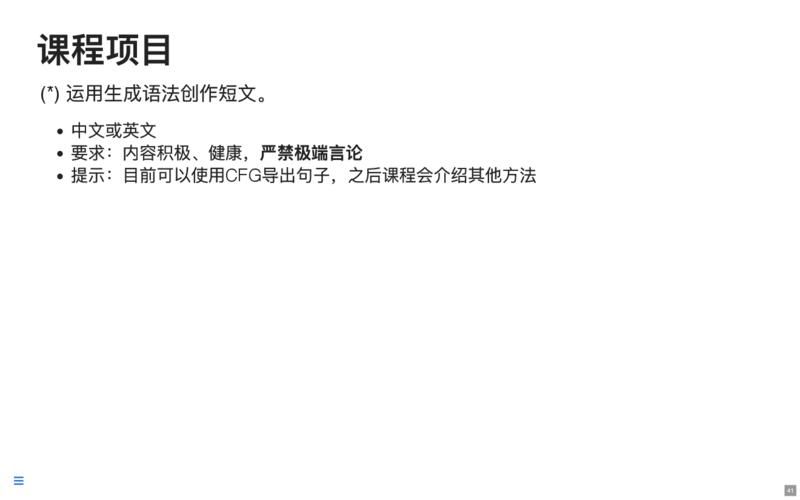 课程项目
(*) 运用生成语法创作短文。
• 中文或英文
• 要求：内容积极、健康，严禁极端言论
• 提示：目前可以使用CFG导出句子，之后课程会介绍其他方法
41